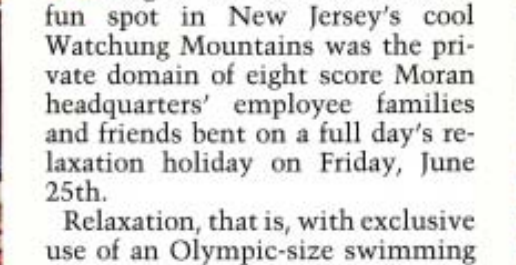 fun spot in New Jersey's cool
Watchung Mountains was the pri-
vate domain of eight score Moran
headquarters' employee families
and friends bent on a full day's re-
laxation holiday on Friday, June
25th.
Relaxation, that is, with exclusive
use of an Olympic-size swimming